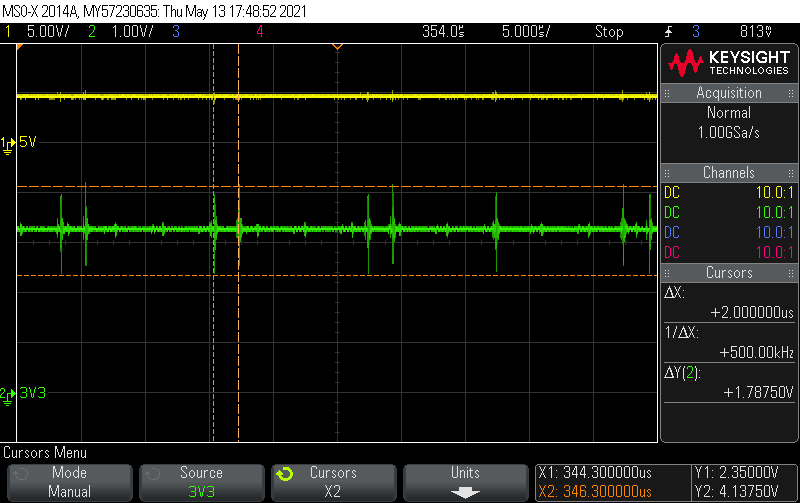 MSO-X 2014A, MY57230635: Thu May 13 17:48:52 2021
1 5.00V/ 2 1.00V/ 3 4 354.0us 5.000s/ Stop 3 813mV
KEYSIGHT
TECHNOLOGIES
Acquisition
Normal
1.00GSa/s
Channels
DC 10.0:1
DC 10.0:1
DC 10.0:1
DC 10.0:1
Cursors
ΔX:
+2.000000us
1/ΔX:
+500.00kHz
ΔY(2):
+1.78750V
1 5V
2 3V3
Cursors Menu
Mode
Manual
Source
3V3
Cursors
X2
Units
X1: 344.300000us
X2: 346.300000us
Y1: 2.35000V
Y2: 4.13750V